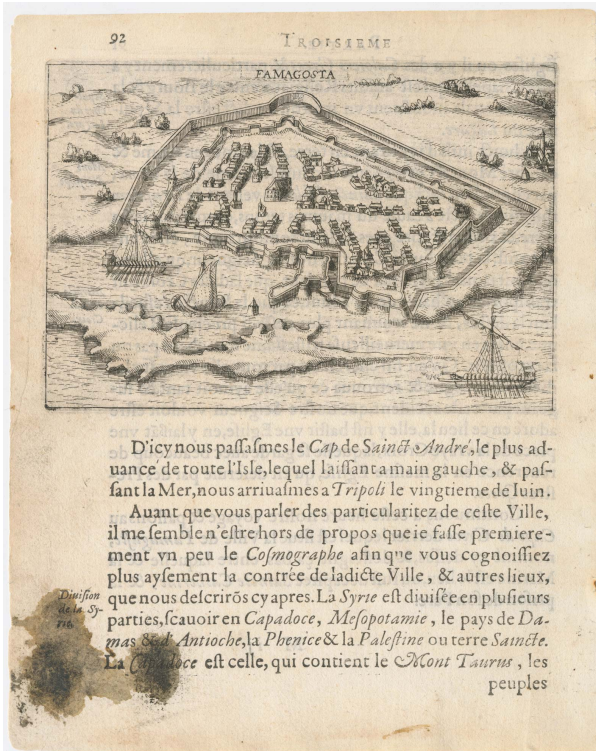 92
TROISIEME
FAMAGOSTA
D'icy nous passasmes le Cap de Sainct André, le plus ad-
uancé de toute l'Isle, lequel laissant a main gauche, & pas-
sant la Mer, nous arriuasmes a Tripoli le vingtieme de Iuin.
Auant que vous parler des particularitez de ceste Ville,
il me semble n'estre hors de propos que ie fasse premiere-
ment vn peu le Cosmographe afin que vous cognoissiez
plus aysement la contrée de ladicte Ville, & autres lieux,
que nous descrirõs cy apres. La Syrie est diuisée en plusieurs
parties, scauoir en Capadoce, Mesopotamie, le pays de Da-
mas & d'Antioche, la Phenice & la Palestine ou terre Saincte.
La Capadoce est celle, qui contient le Mont Taurus, les
peuples
Diuision
de la Sy-
rie.